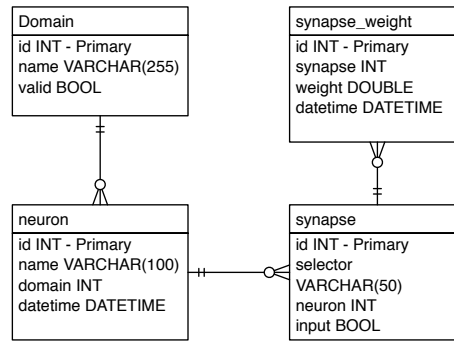 Domain
id INT - Primary
name VARCHAR(255)
valid BOOL
synapse_weight
id INT - Primary
synapse INT
weight DOUBLE
datetime DATETIME
neuron
id INT - Primary
name VARCHAR(100)
domain INT
datetime DATETIME
synapse
id INT - Primary
selector
VARCHAR(50)
neuron INT
input BOOL